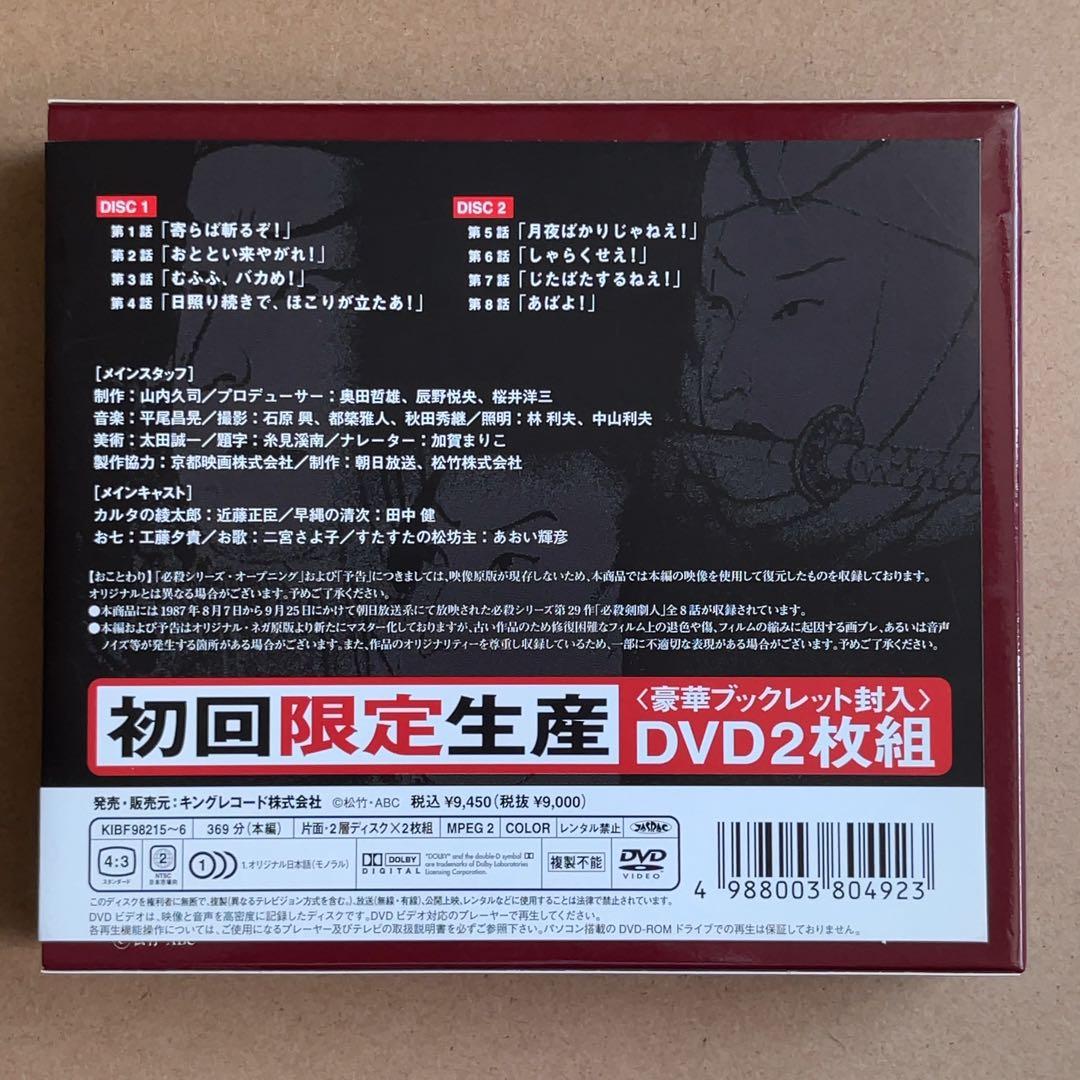 DISC 1
第1話「寄らば斬るぞ!」
第2話「おととい来やがれ!」
第3話「むふふ、バカめ!」
第4話「日照り続きで、ほこりが立たあ!」
DISC 2
第5話「月夜ばかりじゃねえ!」
第6話「しゃらくせえ!」
第7話「じたばたするねえ!」
第8話「あばよ!」
[メインスタッフ]
制作:山内久司/プロデューサー:奥田哲雄、辰野悦央、桜井洋三
音楽:平尾昌晃/撮影:石原 興、都築雅人、秋田秀継/照明:林 利夫、中山利夫
美術:太田誠一/題字:糸見溪南/ナレーター:加賀まりこ
製作協力:京都映画株式会社/制作:朝日放送、松竹株式会社
[メインキャスト]
カルタの綾太郎:近藤正臣/早縄の清次:田中 健
お七:工藤夕貴/お歌:二宮さよ子/すたすたの松坊主:あおい輝彦
【おことわり】「必殺シリーズ・オープニング」および「予告」につきましては、映像原版が現存しないため、本商品では本編の映像を使用して復元したものを収録しております。
オリジナルとは異なる場合がございます。予めご了承ください。
●本商品には1987年8月7日から9月25日にかけて朝日放送系にて放映された必殺シリーズ第29作「必殺剣劇人」全8話が収録されています。
●本編および予告はオリジナル・ネガ原版より新たにマスター化しておりますが、古い作品のため修復困難なフィルム上の退色や傷、フィルムの縮みに起因する画ブレ、あるいは音声
ノイズ等が発生する箇所がある場合がございます。また、作品のオリジナリティーを尊重し収録しているため、一部に不適切な表現がある場合がございます。予めご了承ください。
初回限定生産
〈豪華ブックレット封入〉
DVD2枚組
発売・販売元:キングレコード株式会社 ©松竹・ABC 税込 ¥9,450(税抜 ¥9,000)
KIBF98215〜6 369分(本編) 片面・2層ディスク×2枚組 MPEG 2 COLOR レンタル禁止 JASRAC
4:3 スタンダード
2 NTSC 日本市場向
1 1.オリジナル日本語(モノラル)
DOLBY DIGITAL
"DOLBY" and the double-D symbol
are trademarks of Dolby Laboratories
Licensing Corporation.
複製不能
DVD VIDEO
4 988003 804923
このディスクを権利者に無断で、複製(異なるテレビジョン方式を含む。)、放送(無線・有線)、公開上映、レンタルなどに使用することは法律で禁止されています。
DVDビデオは、映像と音声を高密度に記録したディスクです。DVDビデオ対応のプレーヤーで再生してください。
各再生機能操作については、ご使用になるプレーヤー及びテレビの取扱説明書を必ずご参照下さい。パソコン搭載のDVD-ROMドライブでの再生は保証しておりません。